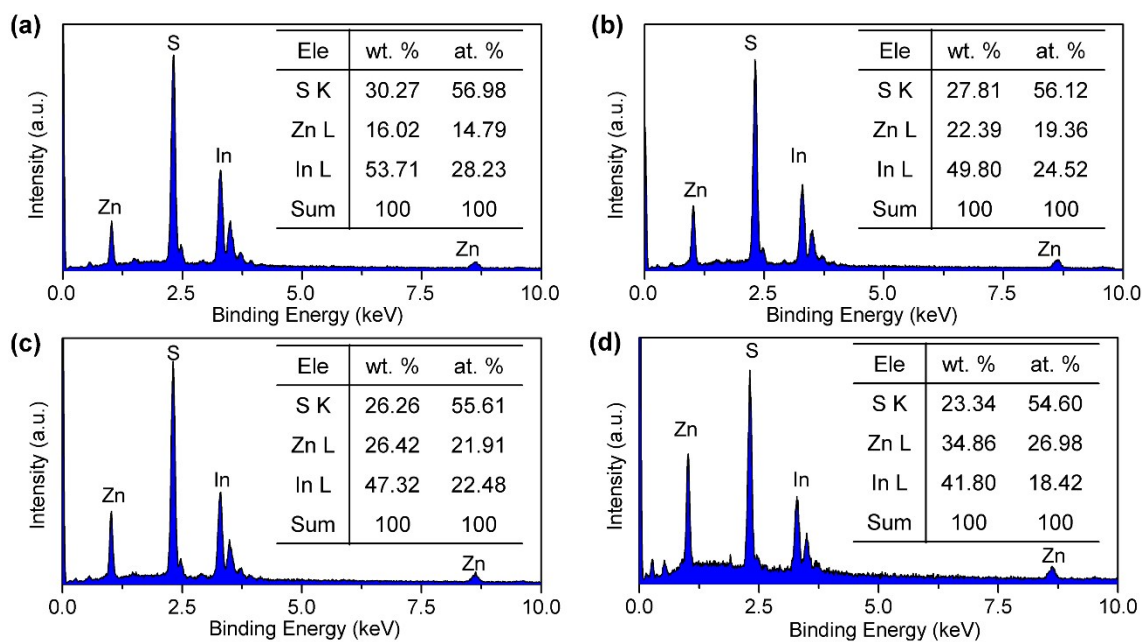 (a)
S
Ele wt. % at. %
S K 30.27 56.98
Zn L 16.02 14.79
In L 53.71 28.23
Sum 100 100
In
Zn
Zn
Intensity (a.u.)
0.0 2.5 5.0 7.5 10.0
Binding Energy (keV)
(b)
S
Ele wt. % at. %
S K 27.81 56.12
Zn L 22.39 19.36
In L 49.80 24.52
Sum 100 100
In
Zn
Zn
Intensity (a.u.)
0.0 2.5 5.0 7.5 10.0
Binding Energy (keV)
(c)
S
Ele wt. % at. %
S K 26.26 55.61
Zn L 26.42 21.91
In L 47.32 22.48
Sum 100 100
In
Zn
Zn
Intensity (a.u.)
0.0 2.5 5.0 7.5 10.0
Binding Energy (keV)
(d)
S
Ele wt. % at. %
S K 23.34 54.60
Zn L 34.86 26.98
In L 41.80 18.42
Sum 100 100
Zn
In
Zn
Intensity (a.u.)
0.0 2.5 5.0 7.5 10.0
Binding Energy (keV)